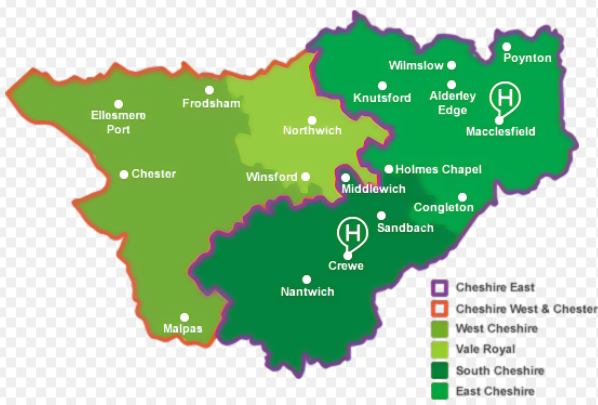 Poynton
Wilmslow
Knutsford
Alderley
Edge
H
Macclesfield
Frodsham
Ellesmere
Port
Northwich
Chester
Winsford
Holmes Chapel
Middlewich
Congleton
Sandbach
H
Crewe
Nantwich
Malpas
Cheshire East
Cheshire West & Chester
West Cheshire
Vale Royal
South Cheshire
East Cheshire